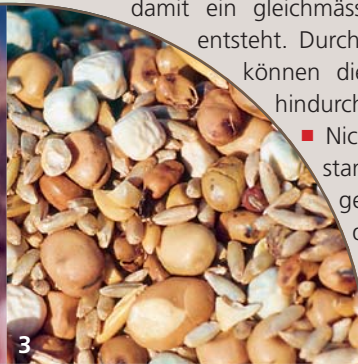 damit ein gleichmäss
entsteht. Durch
können die
hindurch
■ Nic
star
ge
3